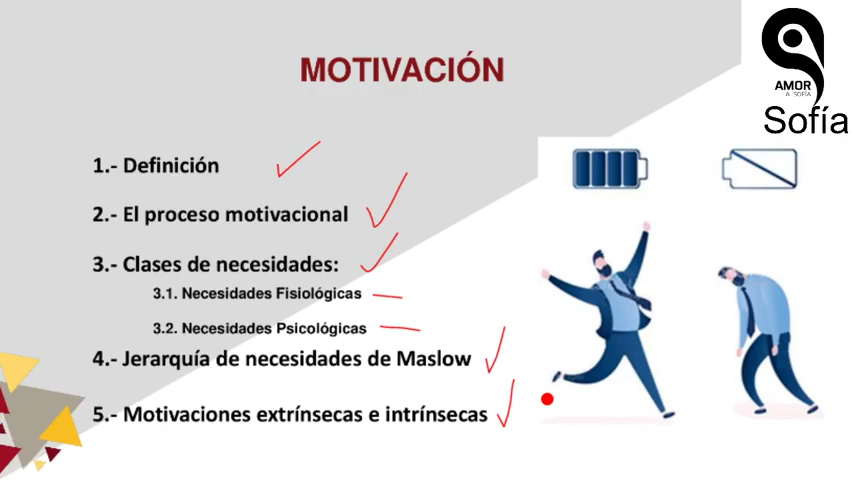 AMOR
A SOFÍA
Sofía
MOTIVACIÓN
1.- Definición
2.- El proceso motivacional
3.- Clases de necesidades:
3.1. Necesidades Fisiológicas
3.2. Necesidades Psicológicas
4.- Jerarquía de necesidades de Maslow
5.- Motivaciones extrínsecas e intrínsecas